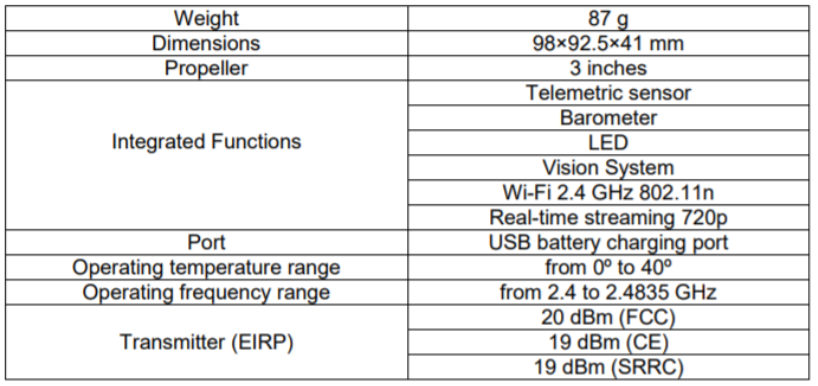 Weight 87 g
Dimensions 98×92.5×41 mm
Propeller 3 inches
Integrated Functions
Telemetric sensor
Barometer
LED
Vision System
Wi-Fi 2.4 GHz 802.11n
Real-time streaming 720p
Port USB battery charging port
Operating temperature range from 0º to 40º
Operating frequency range from 2.4 to 2.4835 GHz
Transmitter (EIRP)
20 dBm (FCC)
19 dBm (CE)
19 dBm (SRRC)